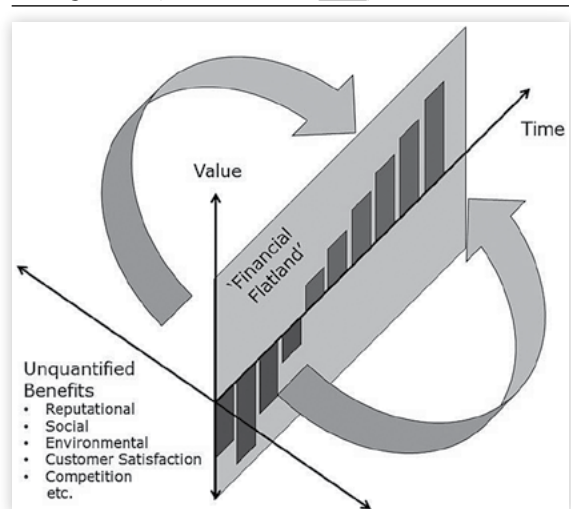 Time
Value
'Financial
Flatland'
Unquantified
Benefits
• Reputational
• Social
• Environmental
• Customer Satisfaction
• Competition
etc.